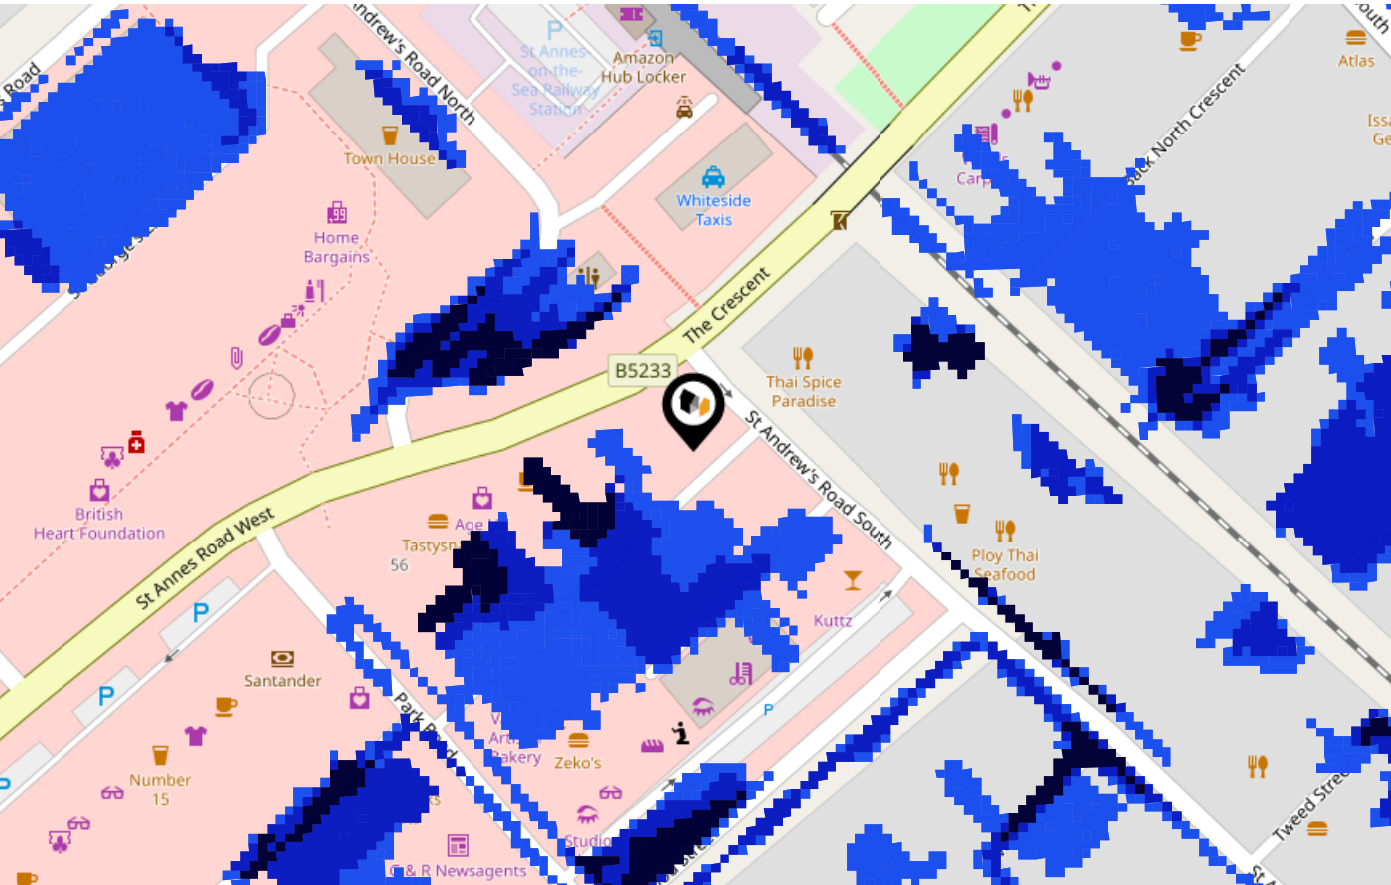 Andrew's Road North
P
St Annes-
on-the-
Sea Railway
Station
Amazon
Hub Locker
South
Atlas
Town House
Back North Crescent
Whiteside
Taxis
Home
Bargains
The Crescent
B5233
Thai Spice
Paradise
St Andrew's Road South
British
Heart Foundation
St Annes Road West
56
Ploy Thai
Seafood
Kuttz
P
Santander
P
P
Park Road
Bakery
Zeko's
Number
15
P
Studio
Tweed Street
G & R Newsagents